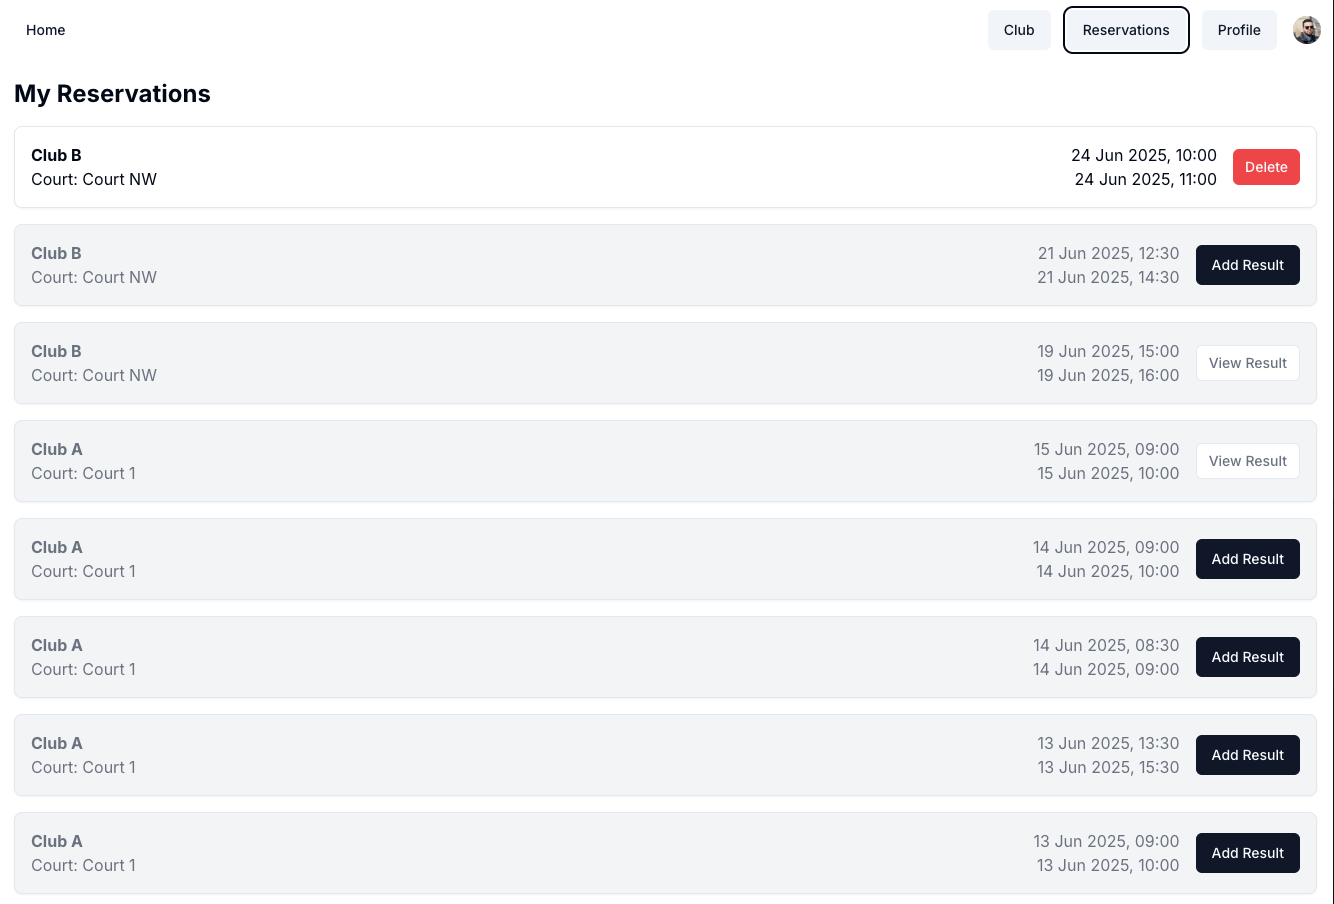 Home
Club
Reservations
Profile
My Reservations
Club B
Court: Court NW
24 Jun 2025, 10:00
24 Jun 2025, 11:00
Delete
Club B
Court: Court NW
21 Jun 2025, 12:30
21 Jun 2025, 14:30
Add Result
Club B
Court: Court NW
19 Jun 2025, 15:00
19 Jun 2025, 16:00
View Result
Club A
Court: Court 1
15 Jun 2025, 09:00
15 Jun 2025, 10:00
View Result
Club A
Court: Court 1
14 Jun 2025, 09:00
14 Jun 2025, 10:00
Add Result
Club A
Court: Court 1
14 Jun 2025, 08:30
14 Jun 2025, 09:00
Add Result
Club A
Court: Court 1
13 Jun 2025, 13:30
13 Jun 2025, 15:30
Add Result
Club A
Court: Court 1
13 Jun 2025, 09:00
13 Jun 2025, 10:00
Add Result